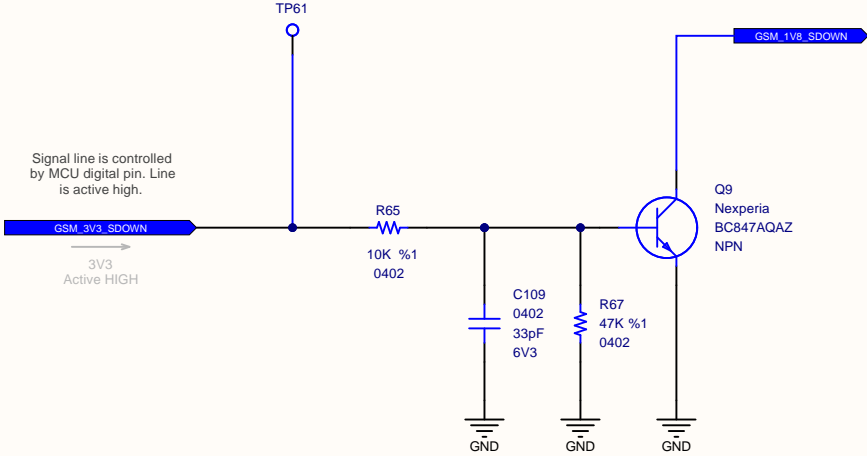 TP61
GSM_1V8_SDOWN
Signal line is controlled
by MCU digital pin. Line
is active high.
GSM_3V3_SDOWN
3V3
Active HIGH
R65
10K %1
0402
Q9
Nexperia
BC847AQAZ
NPN
C109
0402
33pF
6V3
R67
47K %1
0402
GND
GND
GND